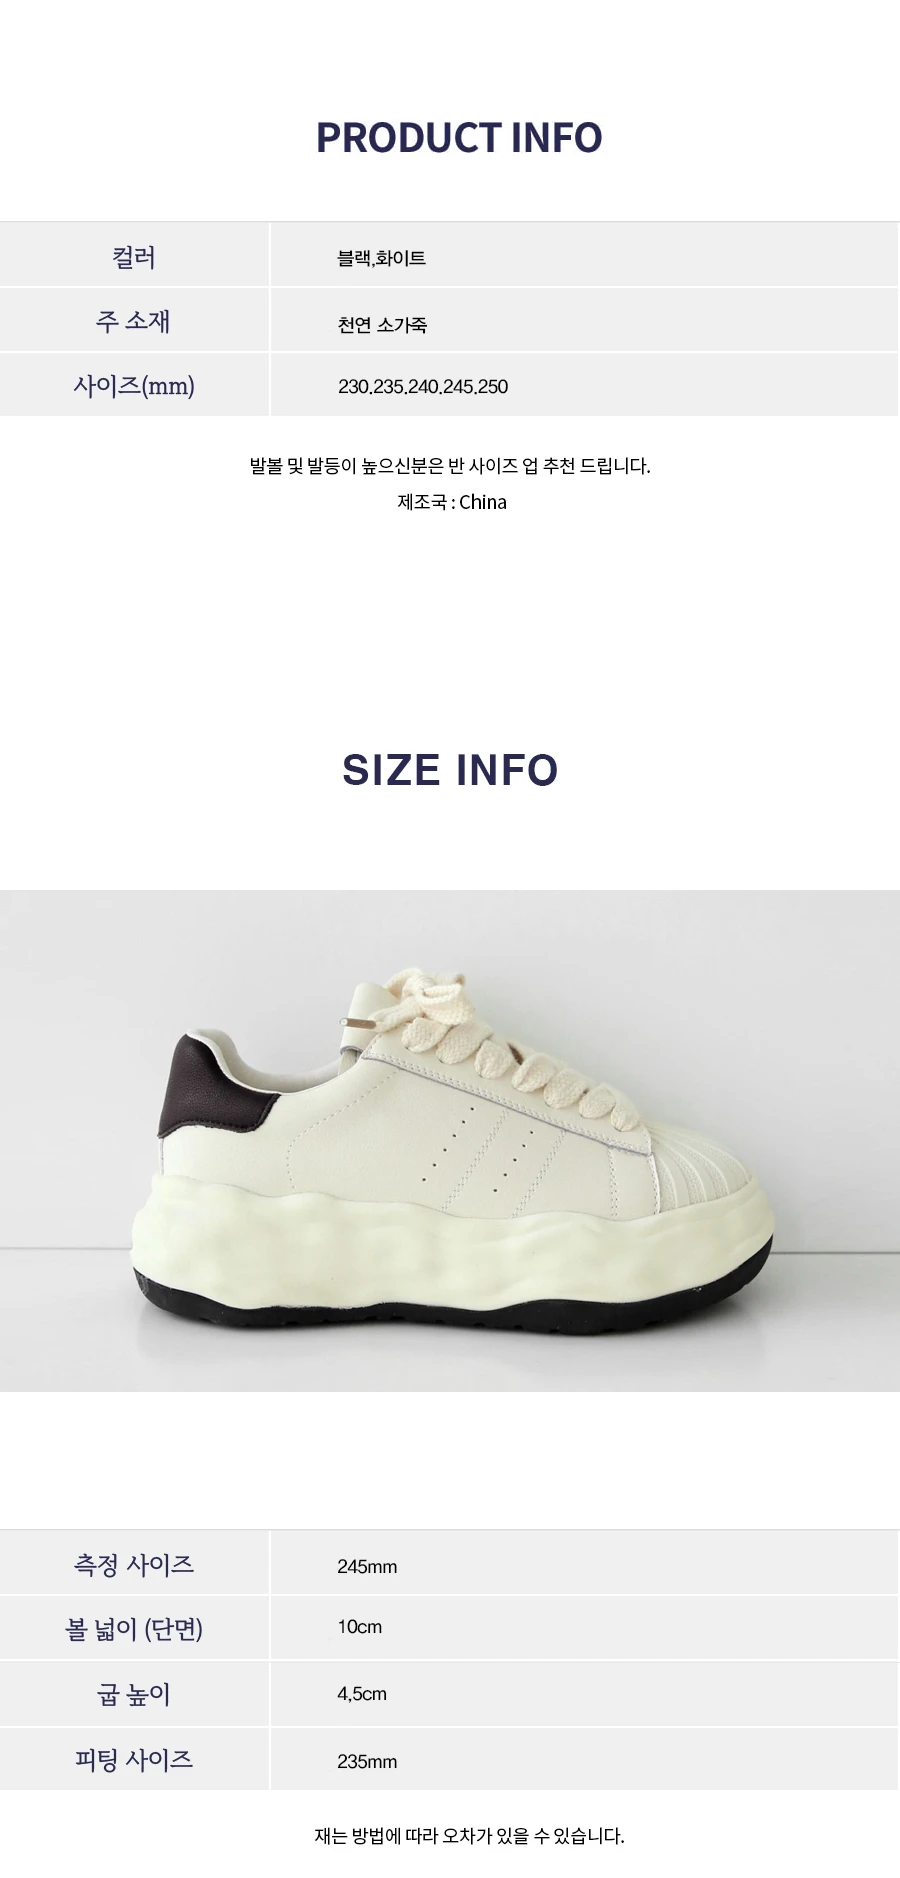 PRODUCT INFO
컬러
블랙,화이트
주 소재
천연 소가죽
사이즈(mm)
230.235.240.245.250
발볼 및 발등이 높으신분은 반 사이즈 업 추천 드립니다.
제조국 : China
SIZE INFO
측정 사이즈
245mm
볼 넓이 (단면)
10cm
굽 높이
4,5cm
피팅 사이즈
235mm
재는 방법에 따라 오차가 있을 수 있습니다.